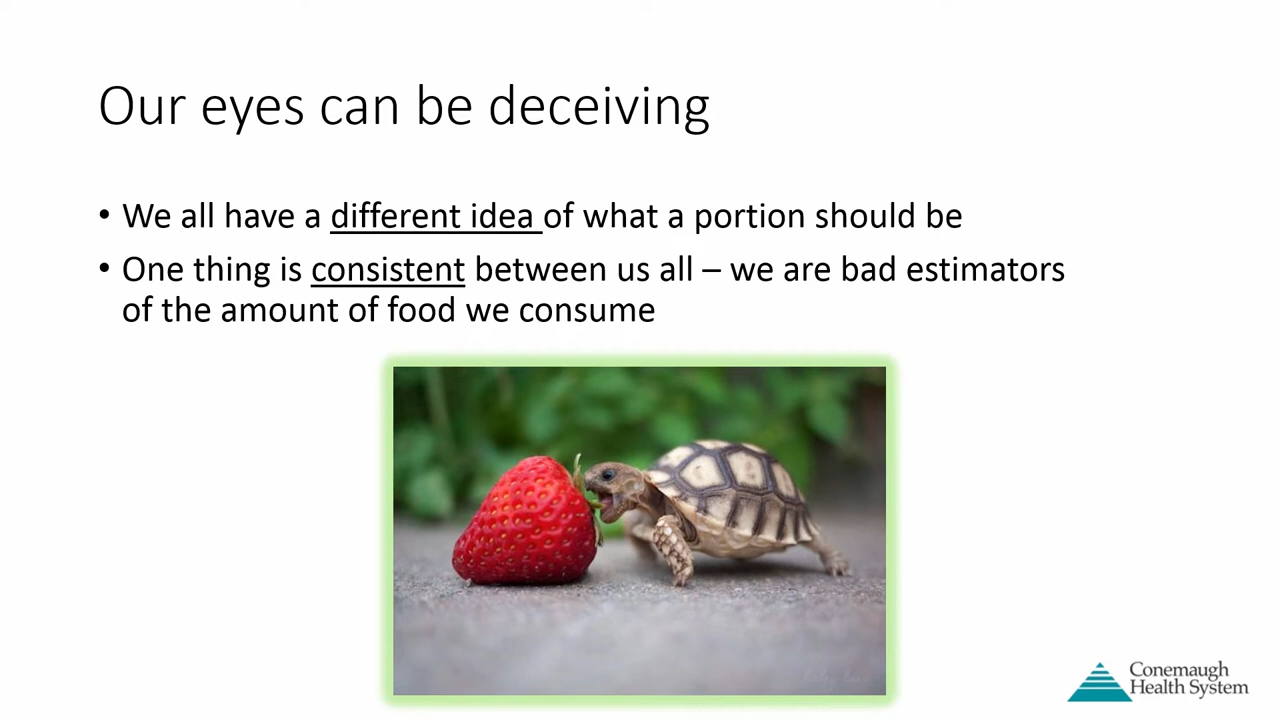 Our eyes can be deceiving
• We all have a different idea of what a portion should be
• One thing is consistent between us all – we are bad estimators
of the amount of food we consume
Conemaugh
Health System